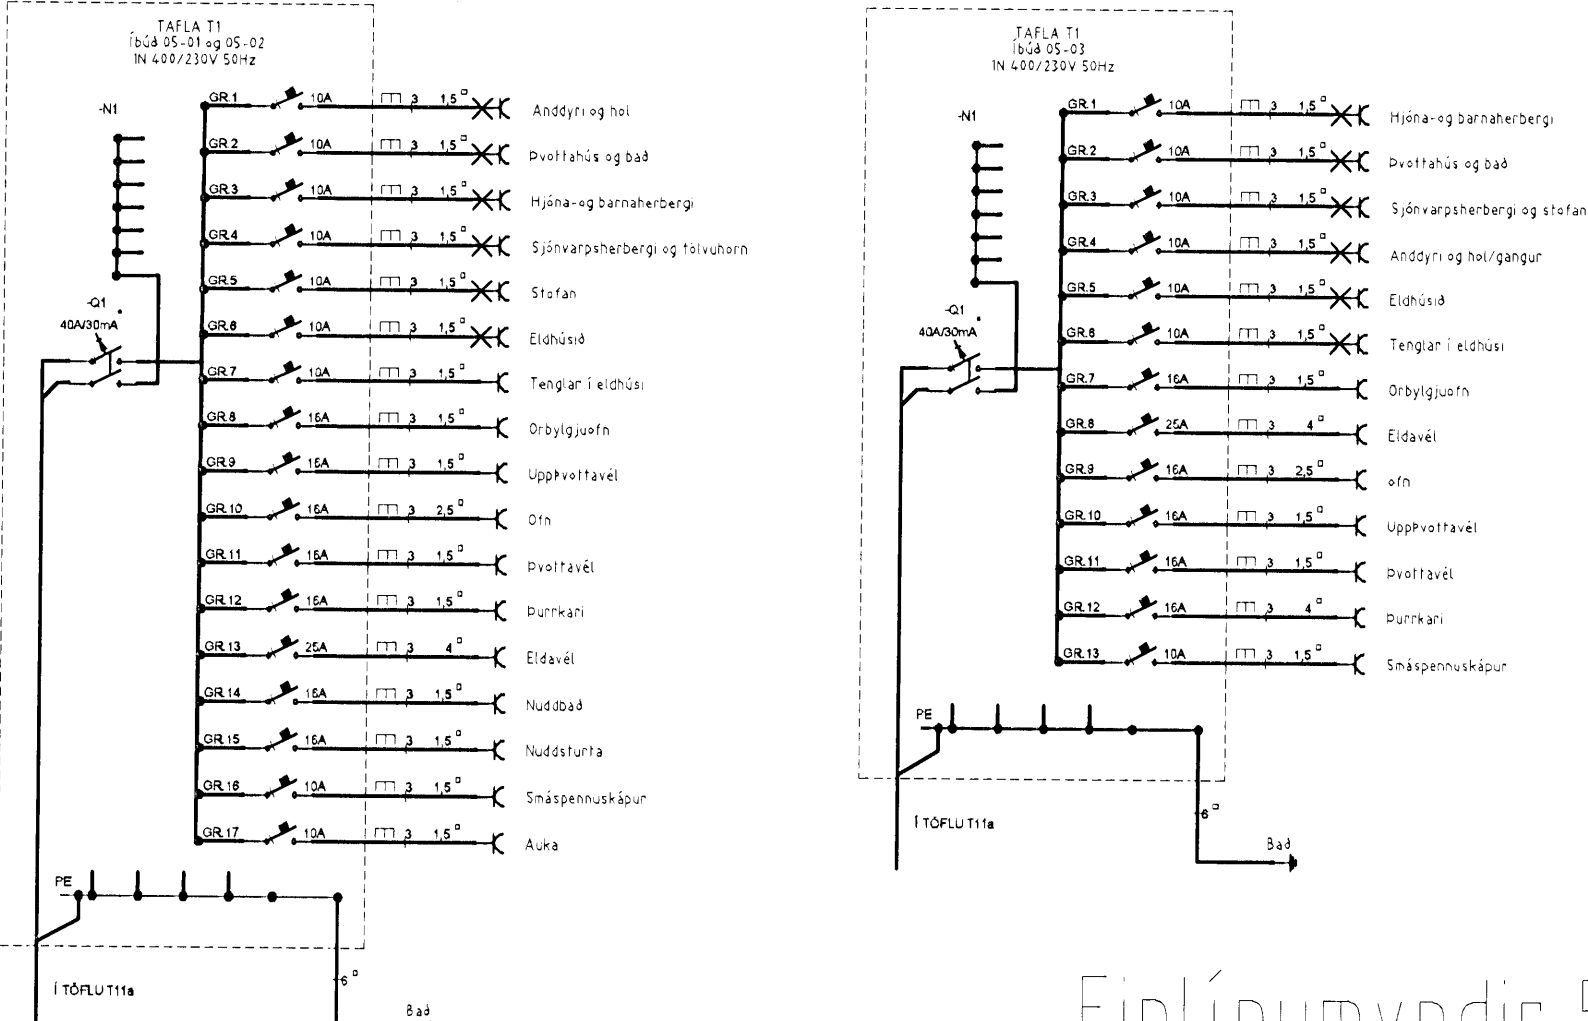 TAFLA T1
Íbúð 05-01 og 05-02
1N 400/230V 50Hz
-N1
-Q1
40A/30mA
GR.1 10A 3 1,5 Anddyri og hol
GR.2 10A 3 1,5 Þvottahús og bað
GR.3 10A 3 1,5 Hjóna-og barnaherbergi
GR.4 10A 3 1,5 Sjónvarpsherbergi og tölvuhorn
GR.5 10A 3 1,5 Stofan
GR.6 10A 3 1,5 Eldhúsið
GR.7 10A 3 1,5 Tenglar í eldhúsi
GR.8 16A 3 1,5 Örbylgjuofn
GR.9 16A 3 1,5 Uppþvottavél
GR.10 16A 3 2,5 Ofn
GR.11 16A 3 1,5 Þvottavél
GR.12 16A 3 1,5 Þurrkari
GR.13 25A 3 4 Eldavél
GR.14 16A 3 1,5 Nuddbað
GR.15 16A 3 1,5 Nuddsturta
GR.16 10A 3 1,5 Smáspennuskápur
GR.17 10A 3 1,5 Auka
PE
6
Í TÖFLU T11a
Bað
TAFLA T1
Íbúð 05-03
1N 400/230V 50Hz
-N1
-Q1
40A/30mA
GR.1 10A 3 1,5 Hjóna-og barnaherbergi
GR.2 10A 3 1,5 Þvottahús og bað
GR.3 10A 3 1,5 Sjónvarpsherbergi og stofan
GR.4 10A 3 1,5 Anddyri og hol/gangur
GR.5 10A 3 1,5 Eldhúsið
GR.6 10A 3 1,5 Tenglar í eldhúsi
GR.7 16A 3 1,5 Örbylgjuofn
GR.8 25A 3 4 Eldavél
GR.9 16A 3 2,5 ofn
GR.10 16A 3 1,5 Uppþvottavél
GR.11 16A 3 1,5 Þvottavél
GR.12 16A 3 4 Þurrkari
GR.13 10A 3 1,5 Smáspennuskápur
PE
6
Í TÖFLU T11a
Bað
Einlínumyndir